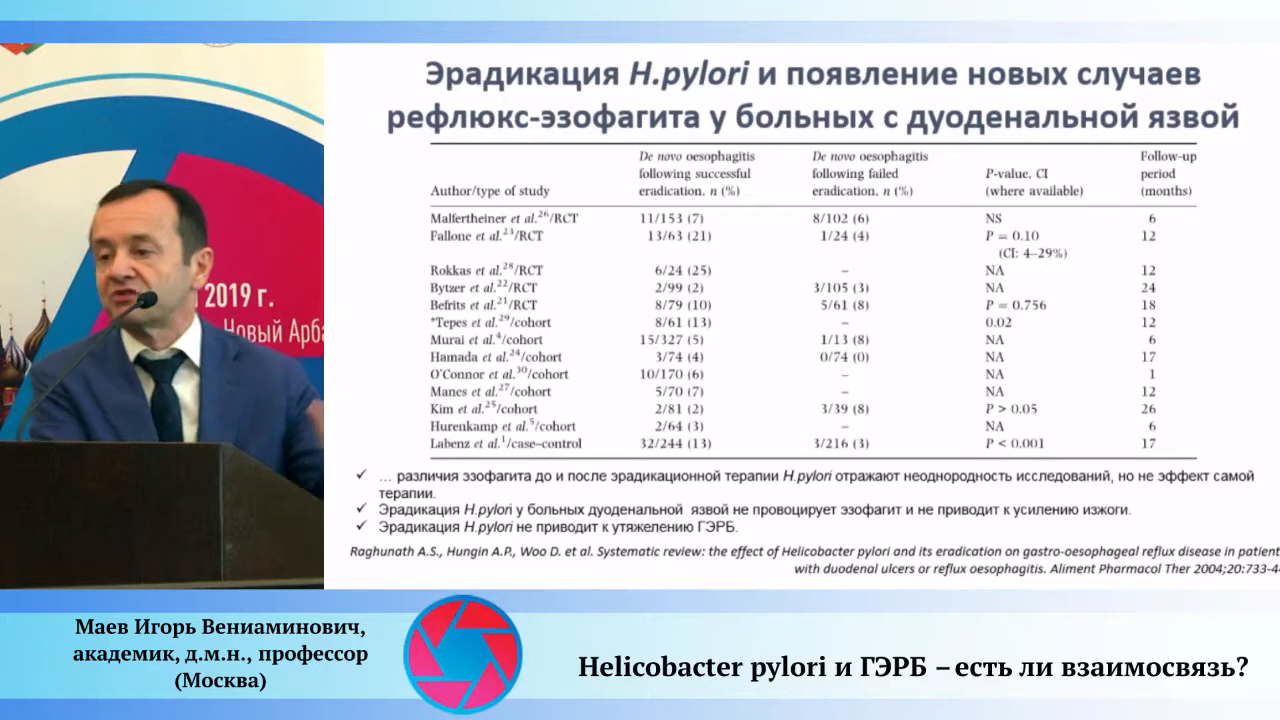 Эрадикация H.pylori и появление новых случаев
рефлюкс-эзофагита у больных с дуоденальной язвой
De novo oesophagitis De novo oesophagitis Follow-up
following successful following failed P-value, CI period
Author/type of study eradication, n (%) eradication, n (%) (where available) (months)
Malfertheiner et al.26/RCT 11/153 (7) 8/102 (6) NS 6
Fallone et al.23/RCT 13/63 (21) 1/24 (4) P = 0.10 12
(CI: 4–29%)
Rokkas et al.28/RCT 6/24 (25) – NA 12
Bytzer et al.22/RCT 2/99 (2) 3/105 (3) NA 24
Befrits et al.21/RCT 8/79 (10) 5/61 (8) P = 0.756 18
*Tepes et al.29/cohort 8/61 (13) – 0.02 12
Murai et al.4/cohort 15/327 (5) 1/13 (8) NA 6
Hamada et al.24/cohort 3/74 (4) 0/74 (0) NA 17
O'Connor et al.30/cohort 10/170 (6) – NA 1
Manes et al.27/cohort 5/70 (7) – NA 12
Kim et al.25/cohort 2/81 (2) 3/39 (8) P > 0.05 26
Hurenkamp et al.5/cohort 2/64 (3) – NA 6
Labenz et al.1/case–control 32/244 (13) 3/216 (3) P < 0.001 17
✓ … различия эзофагита до и после эрадикационной терапии H.pylori отражают неоднородность исследований, но не эффект самой
терапии.
✓ Эрадикация H.pylori у больных дуоденальной язвой не провоцирует эзофагит и не приводит к усилению изжоги.
✓ Эрадикация H.pylori не приводит к утяжелению ГЭРБ.
Raghunath A.S., Hungin A.P., Woo D. et al. Systematic review: the effect of Helicobacter pylori and its eradication on gastro-oesophageal reflux disease in patient
with duodenal ulcers or reflux oesophagitis. Aliment Pharmacol Ther 2004;20:733-4
2019 г.
Новый Арба
Маев Игорь Вениаминович,
академик, д.м.н., профессор
(Москва)
Helicobacter pylori и ГЭРБ – есть ли взаимосвязь?